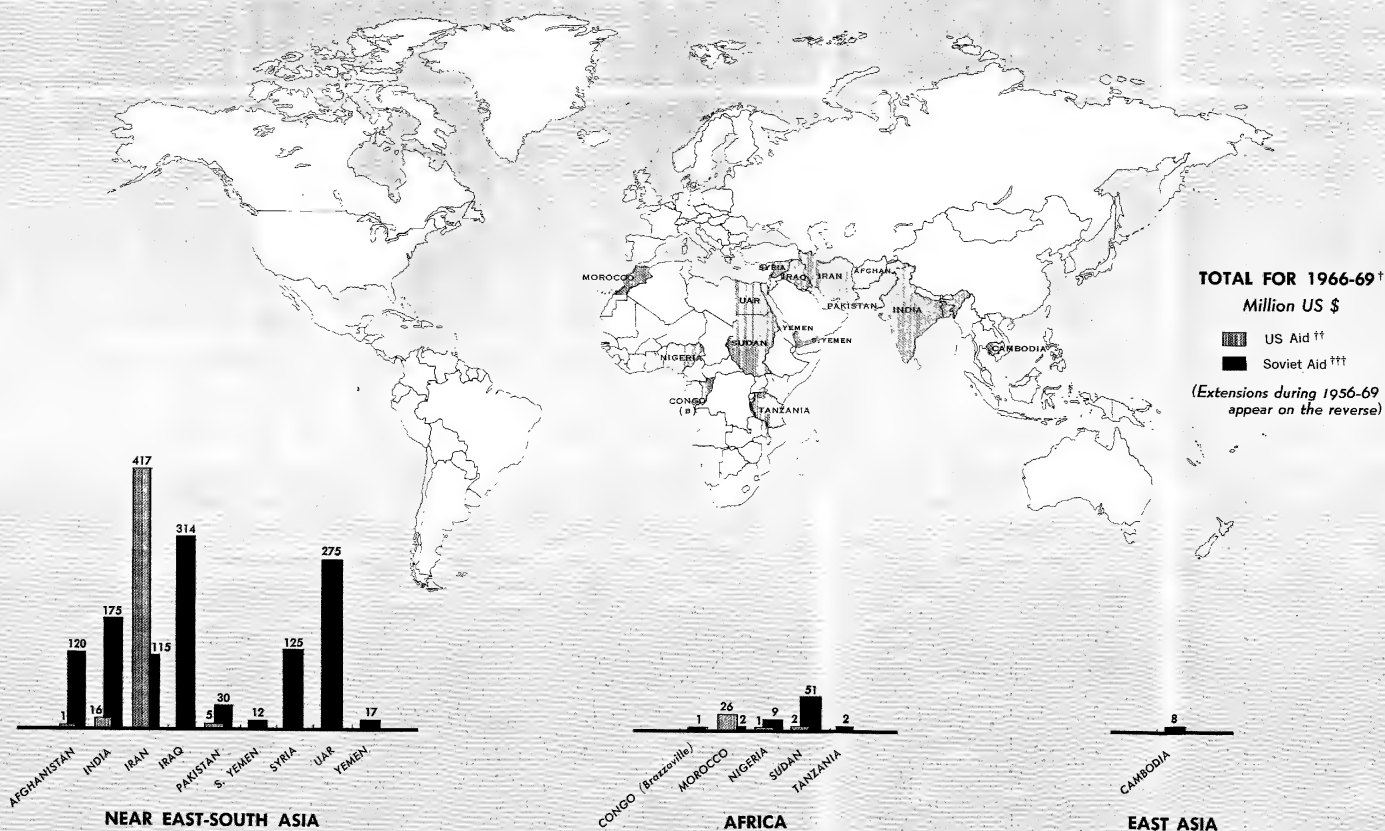 MOROCCO
SYRIA
IRAQ
IRAN
AFGHAN.
UAR
PAKISTAN
INDIA
YEMEN
S. YEMEN
SUDAN
NIGERIA
CAMBODIA
CONGO
(B)
TANZANIA
TOTAL FOR 1966-69†
Million US $
US Aid ††
Soviet Aid †††
(Extensions during 1956-69
appear on the reverse)
417
314
275
175
120
115
125
1
16
5
30
12
17
AFGHANISTAN
INDIA
IRAN
IRAQ
PAKISTAN
S. YEMEN
SYRIA
UAR
YEMEN
NEAR EAST-SOUTH ASIA
1
26
2
1
9
2
51
2
CONGO (Brazzaville)
MOROCCO
NIGERIA
SUDAN
TANZANIA
AFRICA
8
CAMBODIA
EAST ASIA